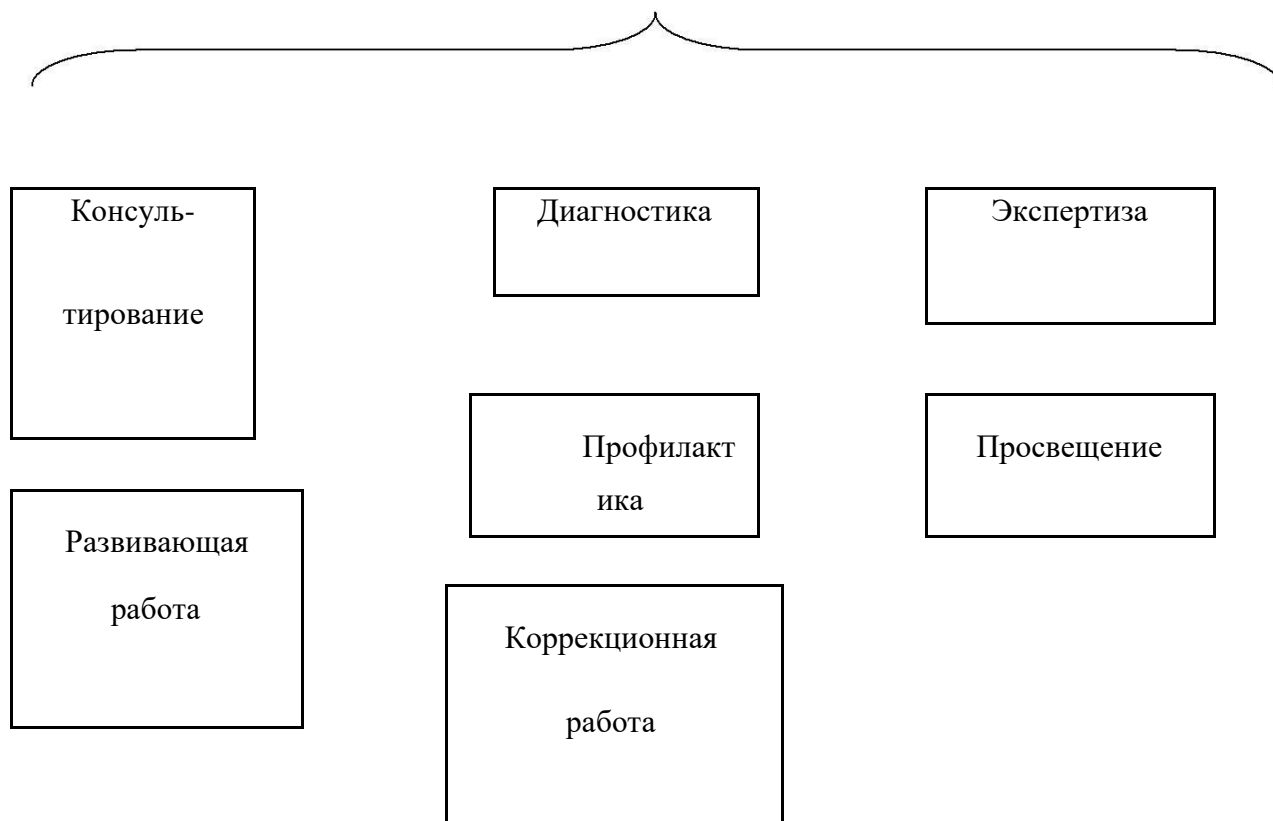 Консуль-
тирование
Диагностика
Экспертиза
Профилакт
ика
Просвещение
Развивающая
работа
Коррекционная
работа